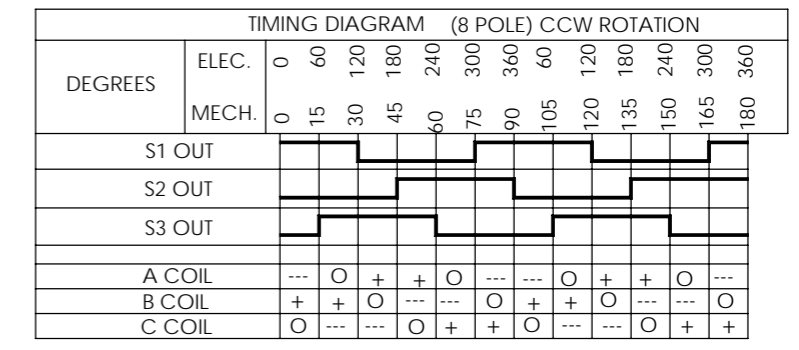 TIMING DIAGRAM (8 POLE) CCW ROTATION
DEGREES
ELEC. 0 60 120 180 240 300 360 60 120 180 240 300 360
MECH. 0 15 30 45 60 75 90 105 120 135 150 165 180
S1 OUT
S2 OUT
S3 OUT
A COIL --- O + + O --- --- O + + O ---
B COIL + + O --- --- O + + O --- --- O
C COIL O --- --- O + + O --- --- O + +